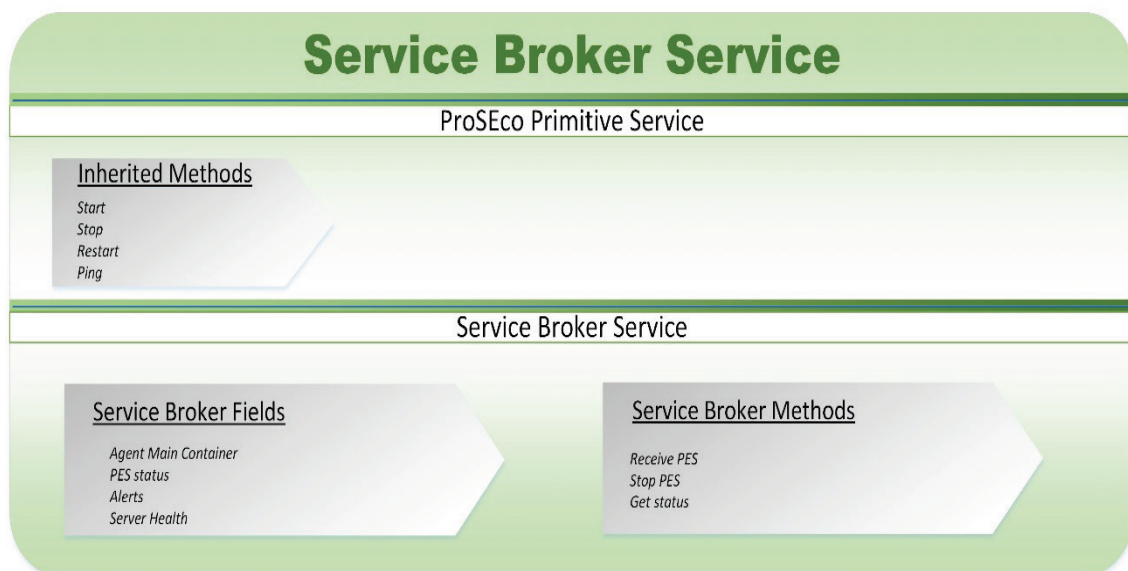 Service Broker Service
ProSEco Primitive Service
Inherited Methods
Start
Stop
Restart
Ping
Service Broker Service
Service Broker Fields
Agent Main Container
PES status
Alerts
Server Health
Service Broker Methods
Receive PES
Stop PES
Get status